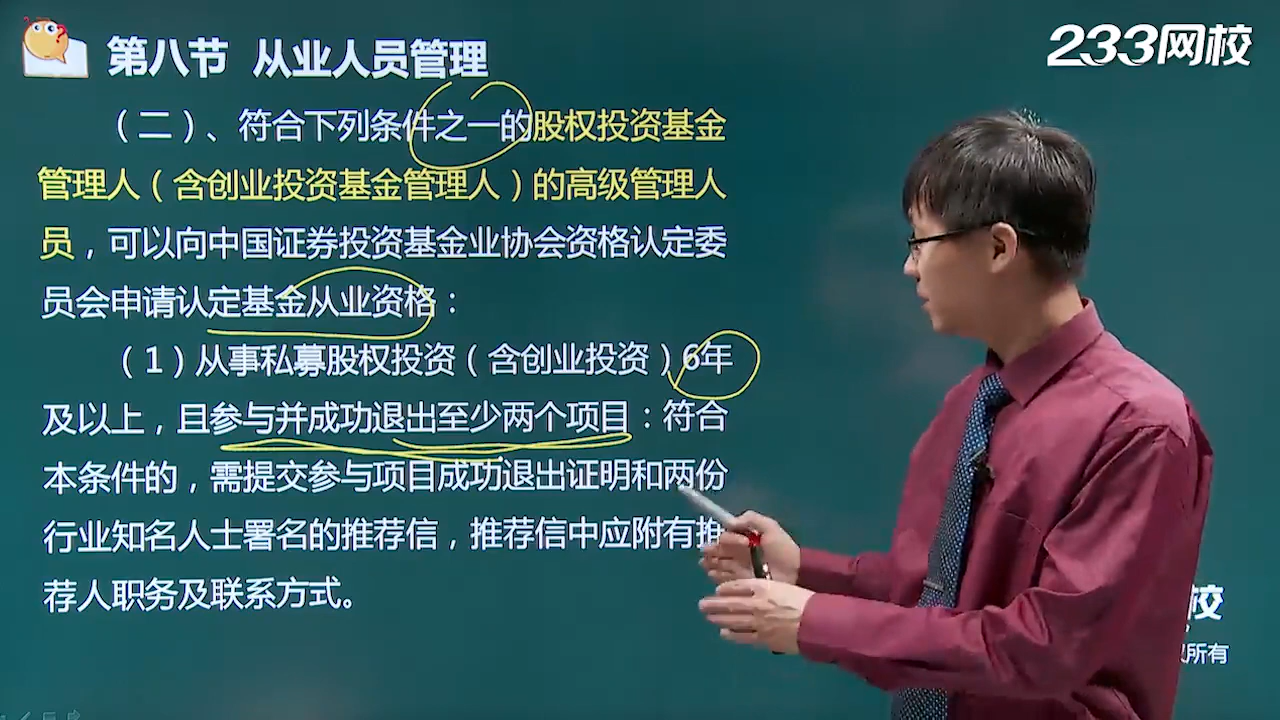 233网校
第八节 从业人员管理
（二）、符合下列条件之一的股权投资基金
管理人（含创业投资基金管理人）的高级管理人
员，可以向中国证券投资基金业协会资格认定委
员会申请认定基金从业资格：
（1）从事私募股权投资（含创业投资）6年
及以上，且参与并成功退出至少两个项目：符合
本条件的，需提交参与项目成功退出证明和两份
行业知名人士署名的推荐信，推荐信中应附有推
荐人职务及联系方式。
校
所有